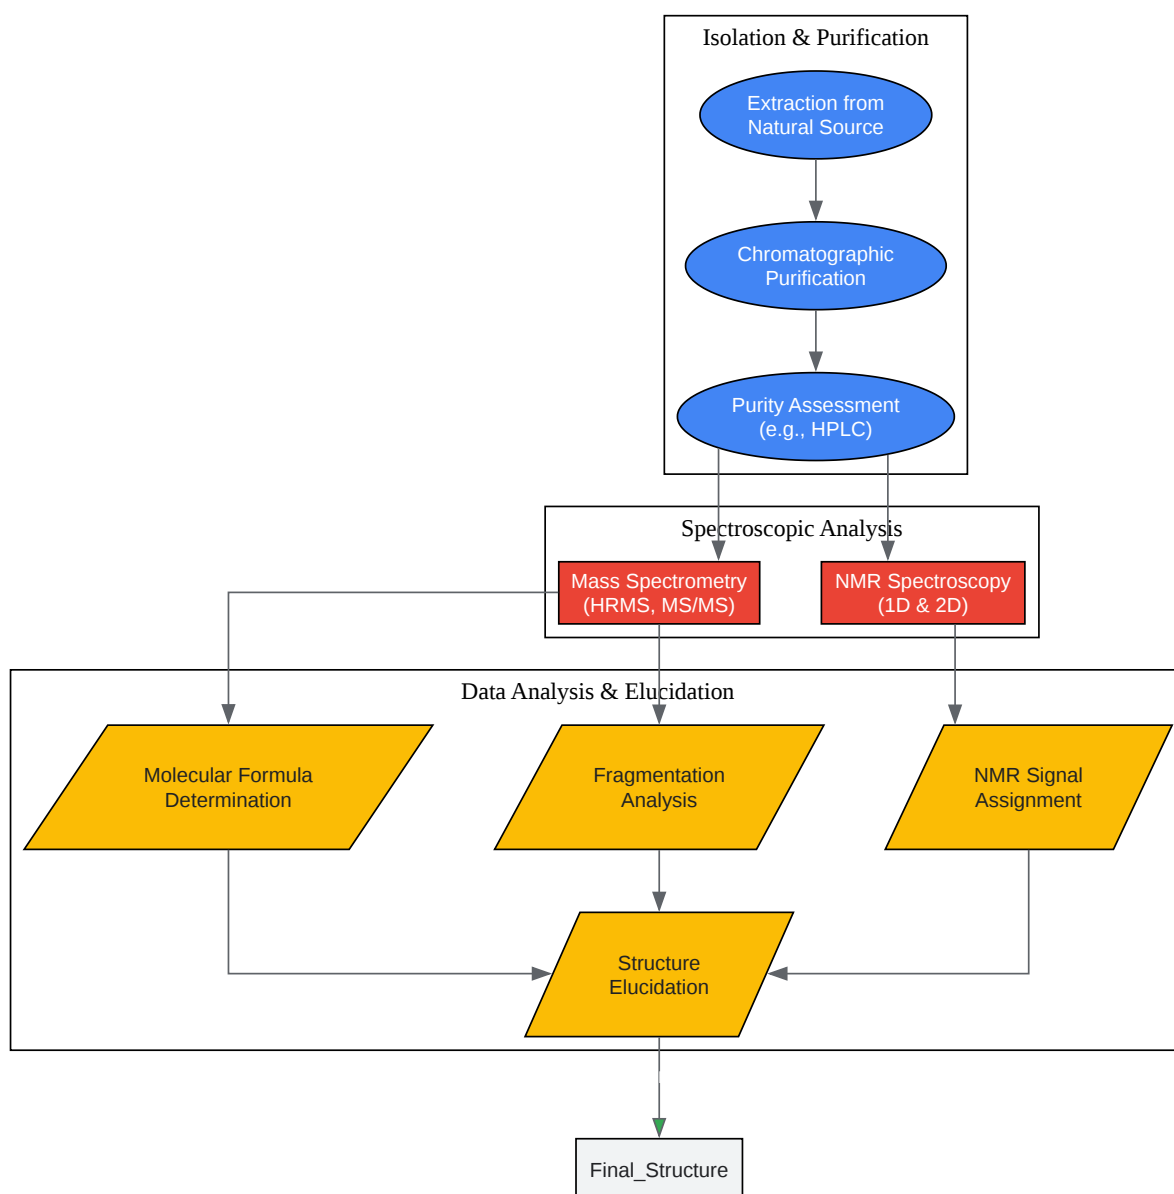 Isolation & Purification
Extraction from
Natural Source
Chromatographic
Purification
Purity Assessment
(e.g., HPLC)
Spectroscopic Analysis
Mass Spectrometry
(HRMS, MS/MS)
NMR Spectroscopy
(1D & 2D)
Data Analysis & Elucidation
Molecular Formula
Determination
Fragmentation
Analysis
NMR Signal
Assignment
Structure
Elucidation
Final_Structure